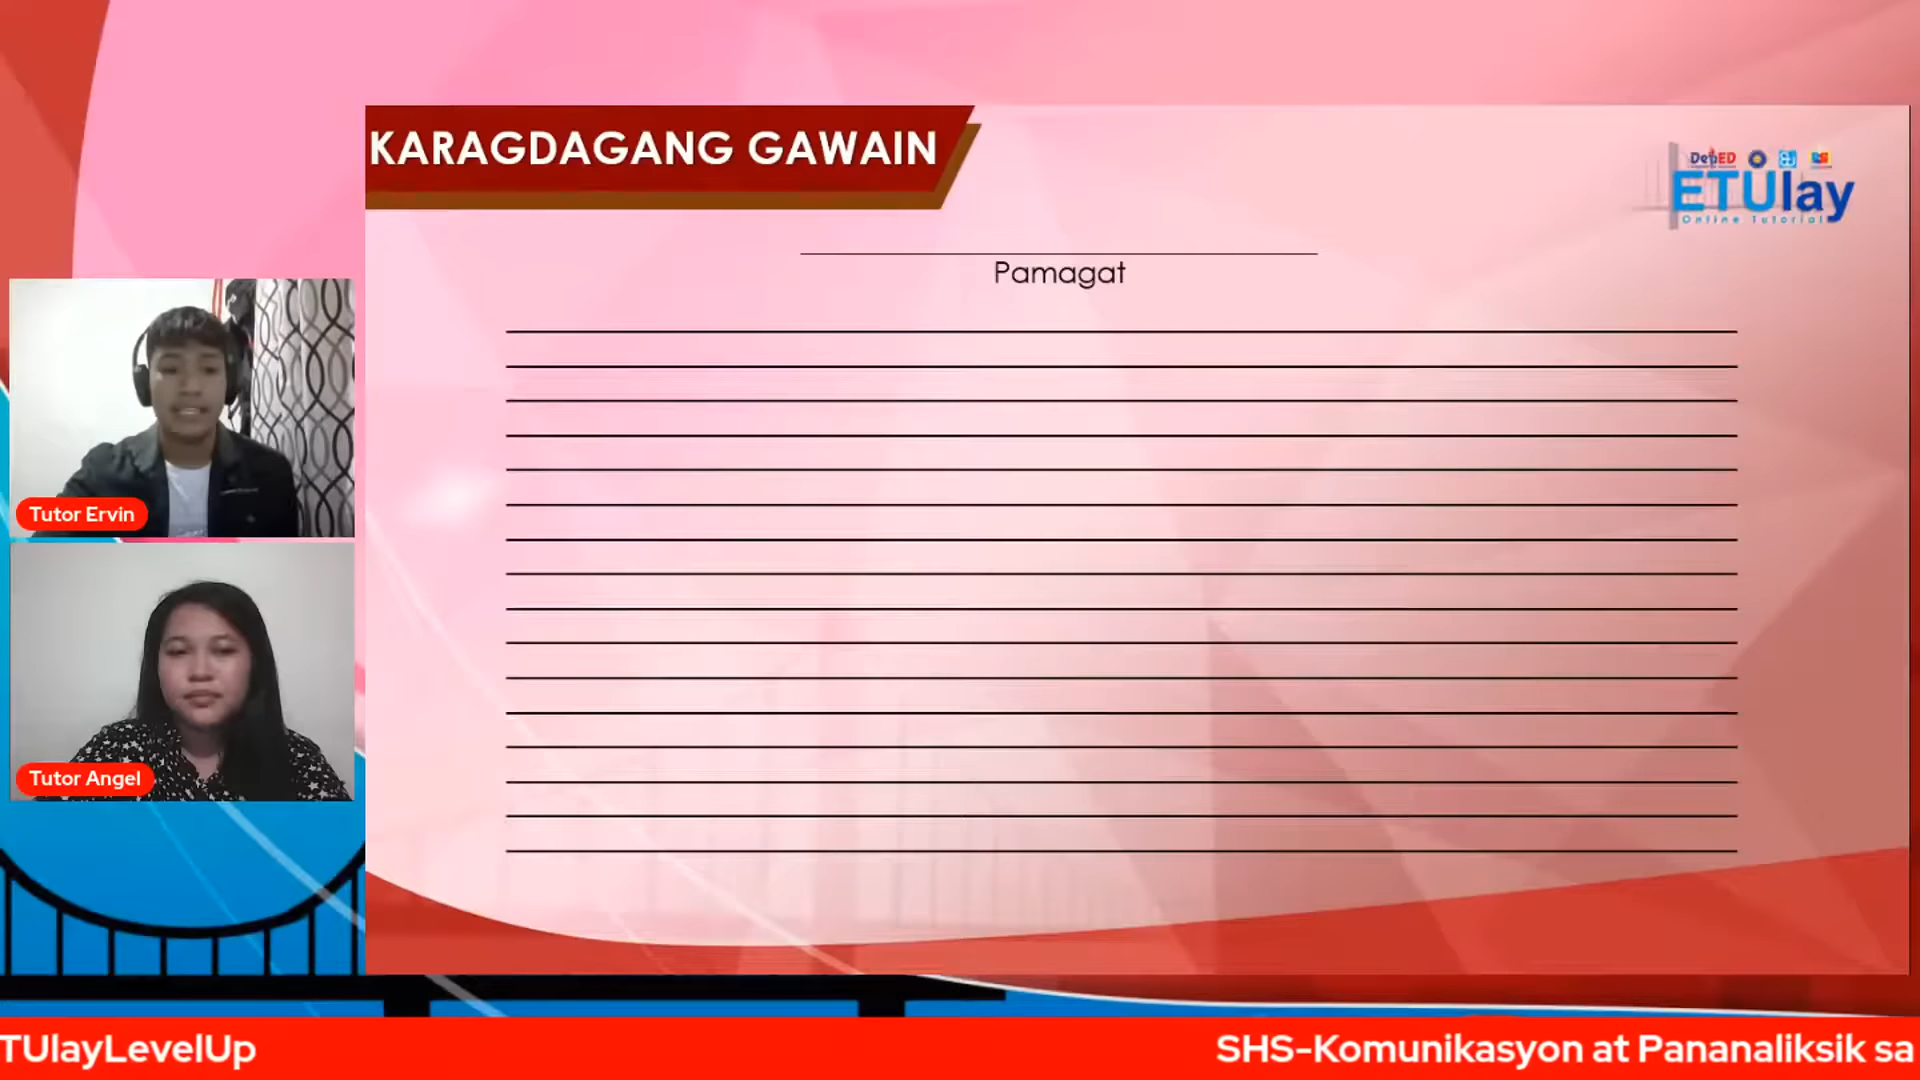 KARAGDAGANG GAWAIN
DepED
ETUlay
Online Tutorial
Pamagat
Tutor Ervin
Tutor Angel
TUlayLevelUp
SHS-Komunikasyon at Pananaliksik sa